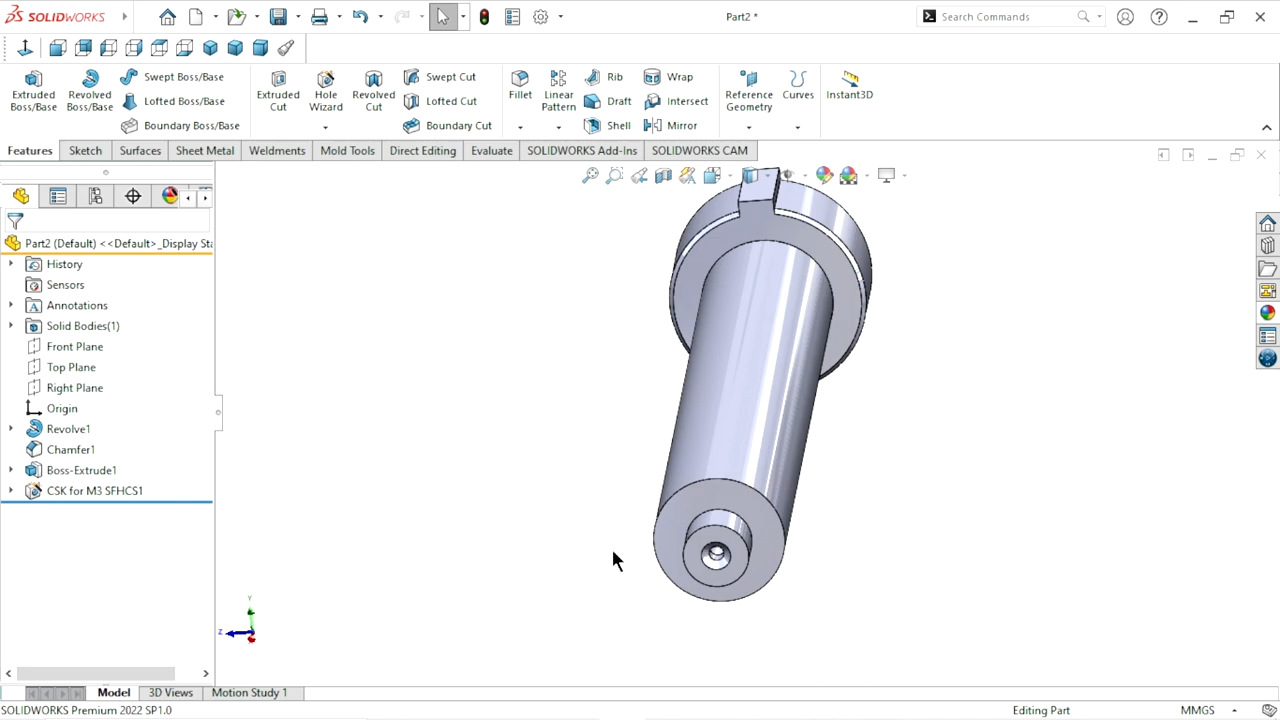 SOLIDWORKS
Part2 *
Search Commands
Extruded Boss/Base
Revolved Boss/Base
Swept Boss/Base
Lofted Boss/Base
Boundary Boss/Base
Extruded Cut
Hole Wizard
Revolved Cut
Swept Cut
Lofted Cut
Boundary Cut
Fillet
Linear Pattern
Rib
Draft
Shell
Wrap
Intersect
Mirror
Reference Geometry
Curves
Instant3D
Features
Sketch
Surfaces
Sheet Metal
Weldments
Mold Tools
Direct Editing
Evaluate
SOLIDWORKS Add-Ins
SOLIDWORKS CAM
Part2 (Default) <<Default>_Display Sta
History
Sensors
Annotations
Solid Bodies(1)
Front Plane
Top Plane
Right Plane
Origin
Revolve1
Chamfer1
Boss-Extrude1
CSK for M3 SFHCS1
Y
Z
Model
3D Views
Motion Study 1
SOLIDWORKS Premium 2022 SP1.0
Editing Part
MMGS